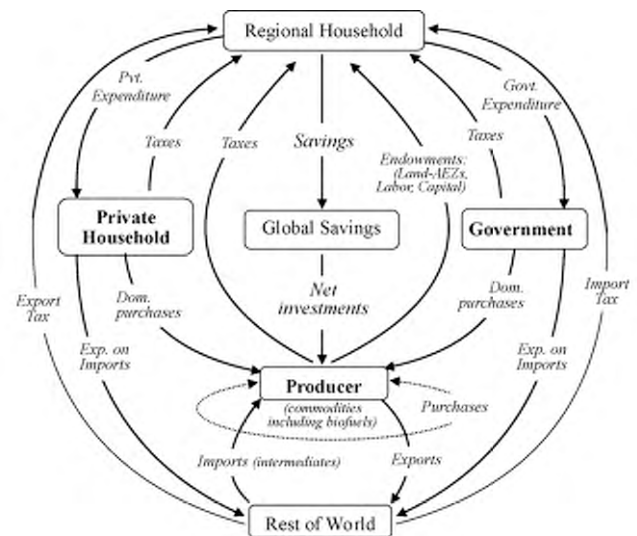 Regional Household
Pvt.
Expenditure
Govt.
Expenditure
Taxes
Taxes
Savings
Endowments;
(Land-AEZs,
Labor, Capital)
Taxes
Private
Household
Global Savings
Government
Export
Tax
Dom.
purchases
Net
investments
Dom.
purchases
Import
Tax
Exp. on
Imports
Exp. on
Imports
Producer
(commodities
including biofuels)
Purchases
Imports (intermediates)
Exports
Rest of World